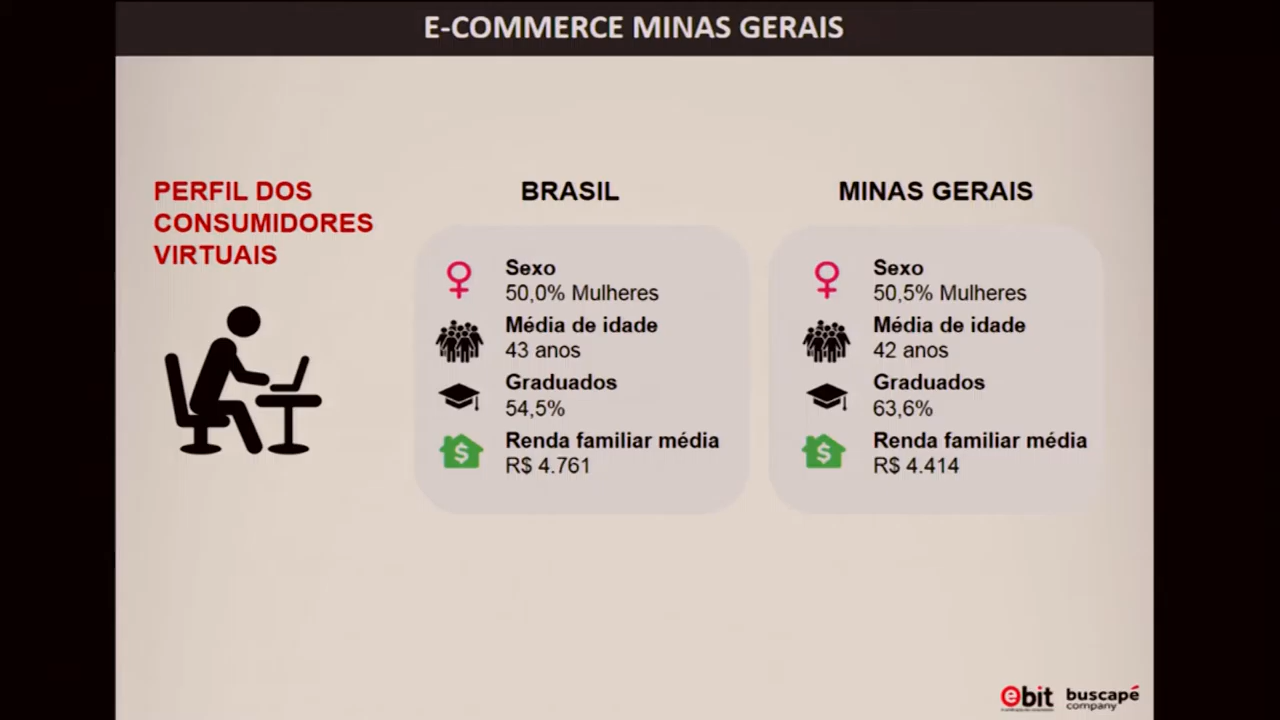 E-COMMERCE MINAS GERAIS
PERFIL DOS
CONSUMIDORES
VIRTUAIS
BRASIL
Sexo
50,0% Mulheres
Média de idade
43 anos
Graduados
54,5%
Renda familiar média
R$ 4.761
MINAS GERAIS
Sexo
50,5% Mulheres
Média de idade
42 anos
Graduados
63,6%
Renda familiar média
R$ 4.414
ebit
buscapé
company